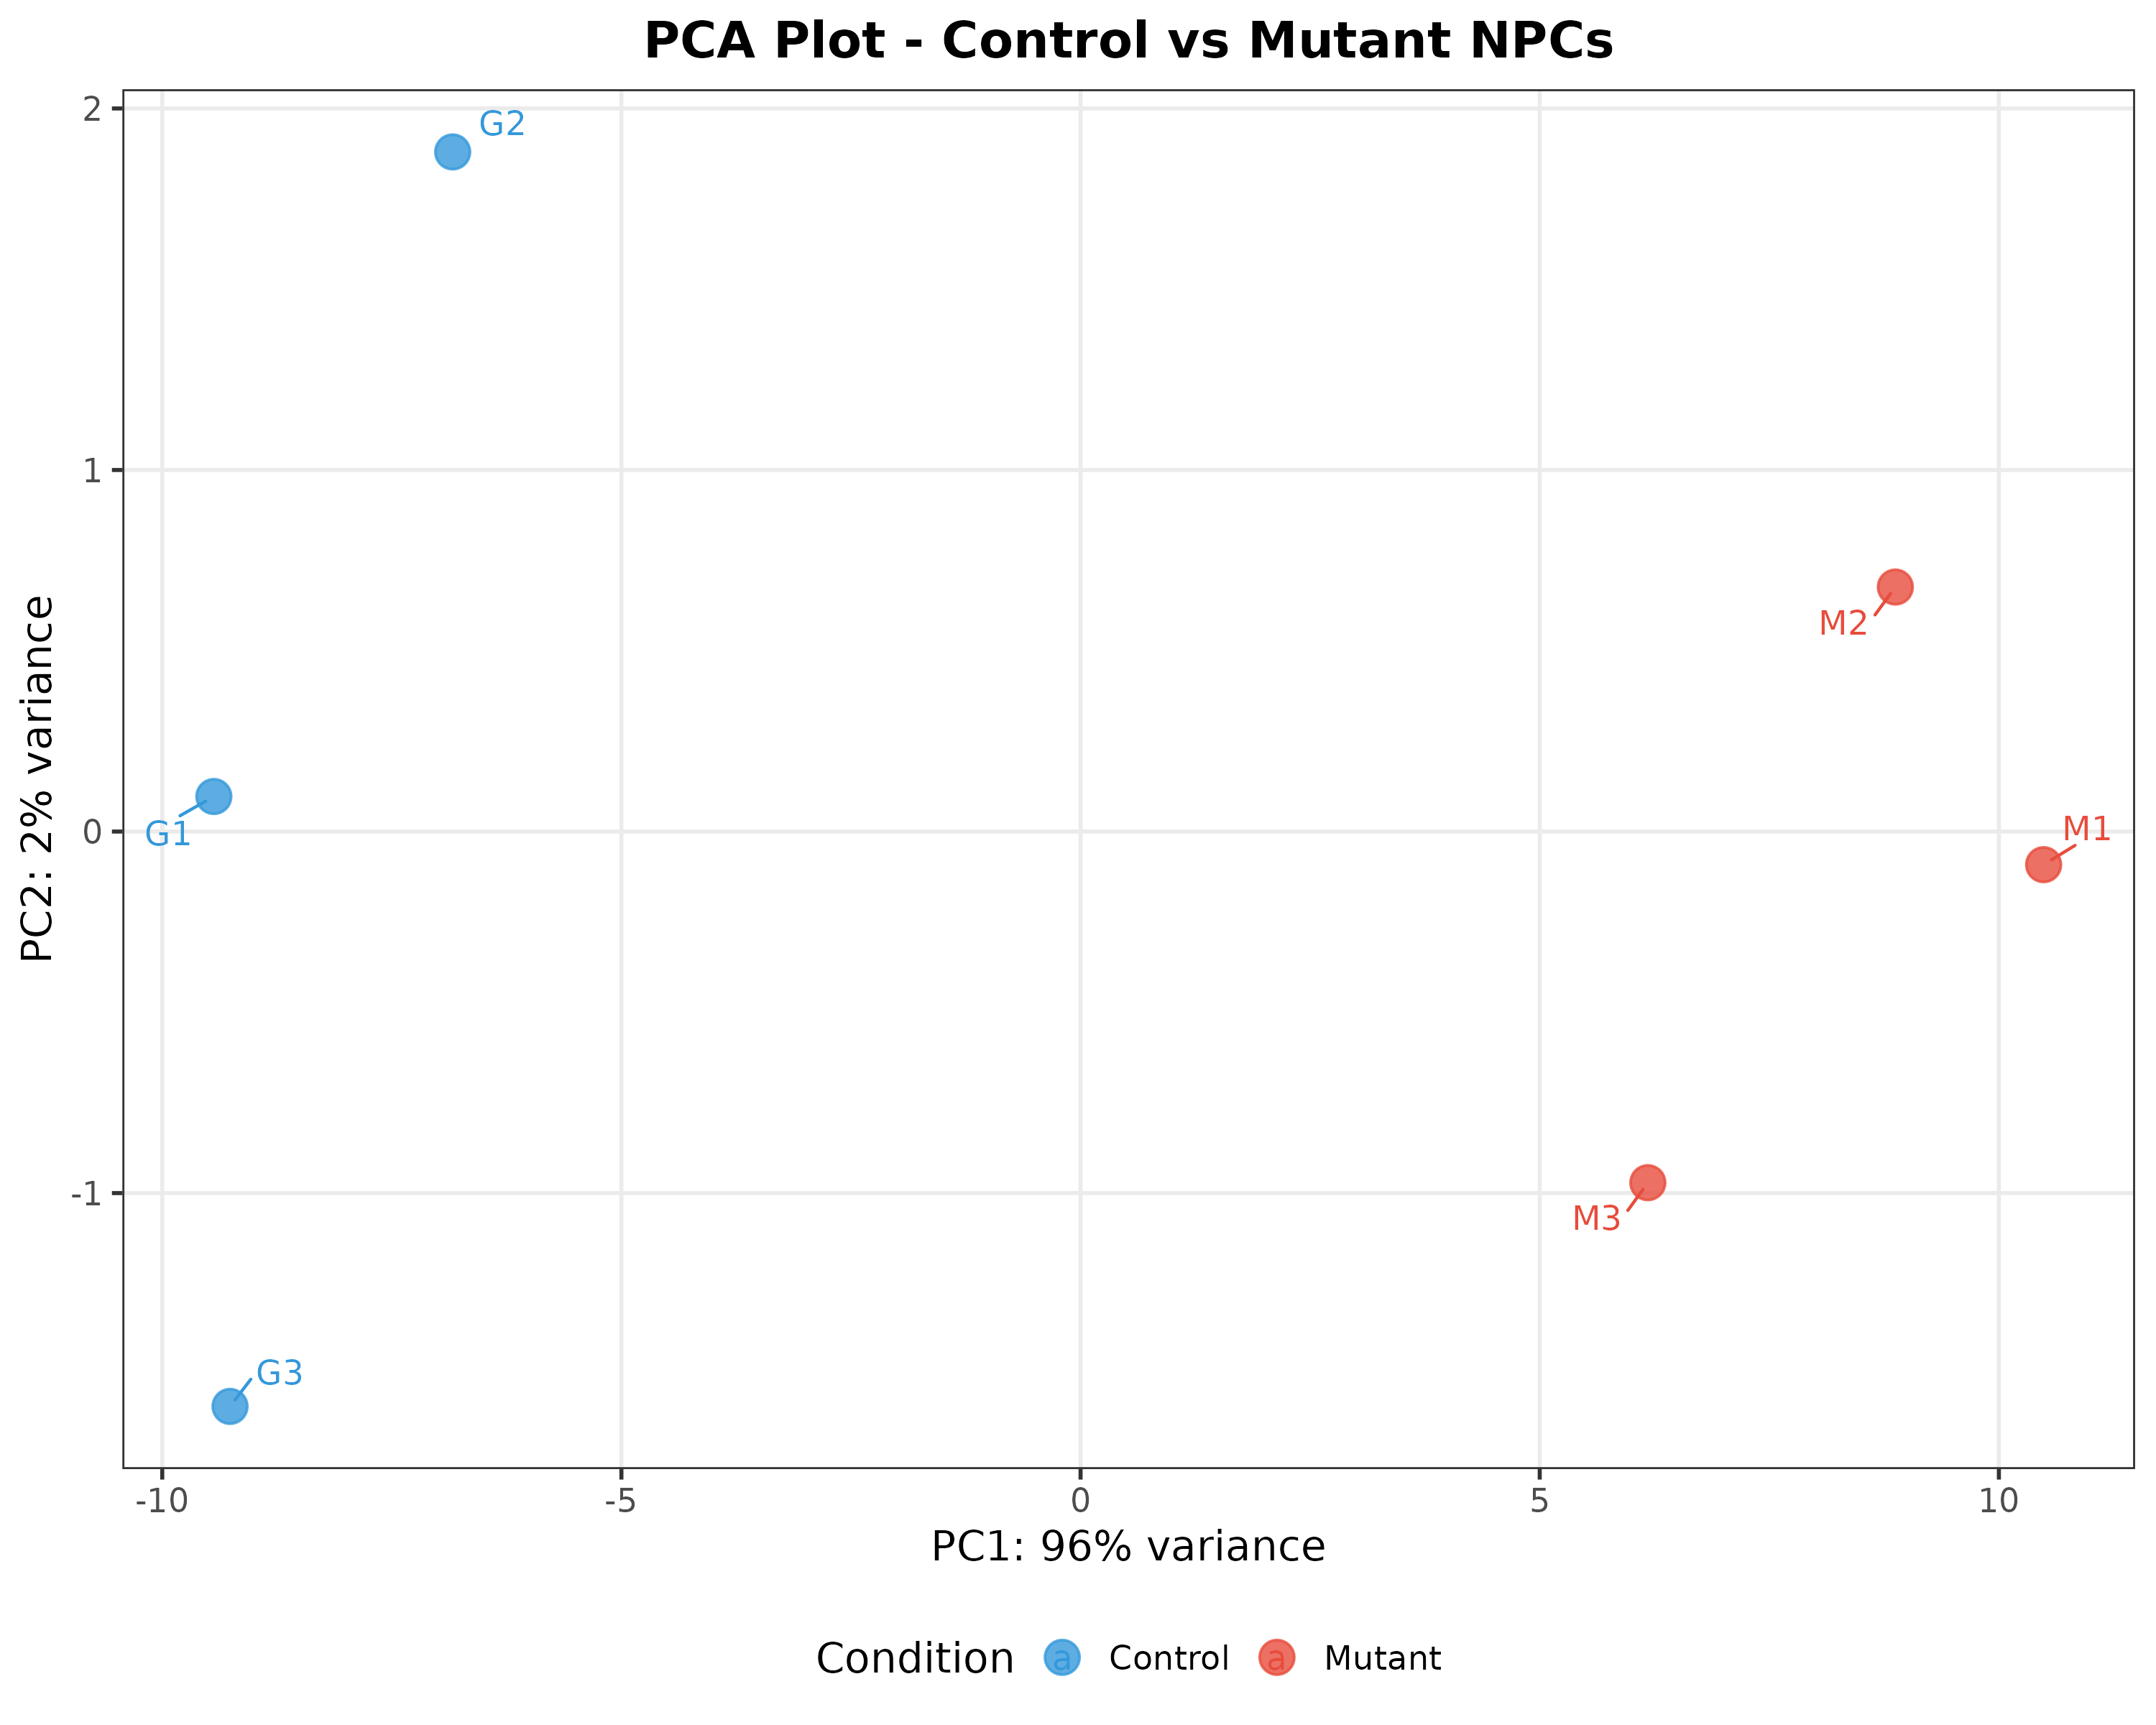 PCA Plot - Control vs Mutant NPCs
2
G2
1
M2
PC2: 2% variance
0
G1
M1
-1
M3
G3
-10 -5 0 5 10
PC1: 96% variance
Condition a Control a Mutant